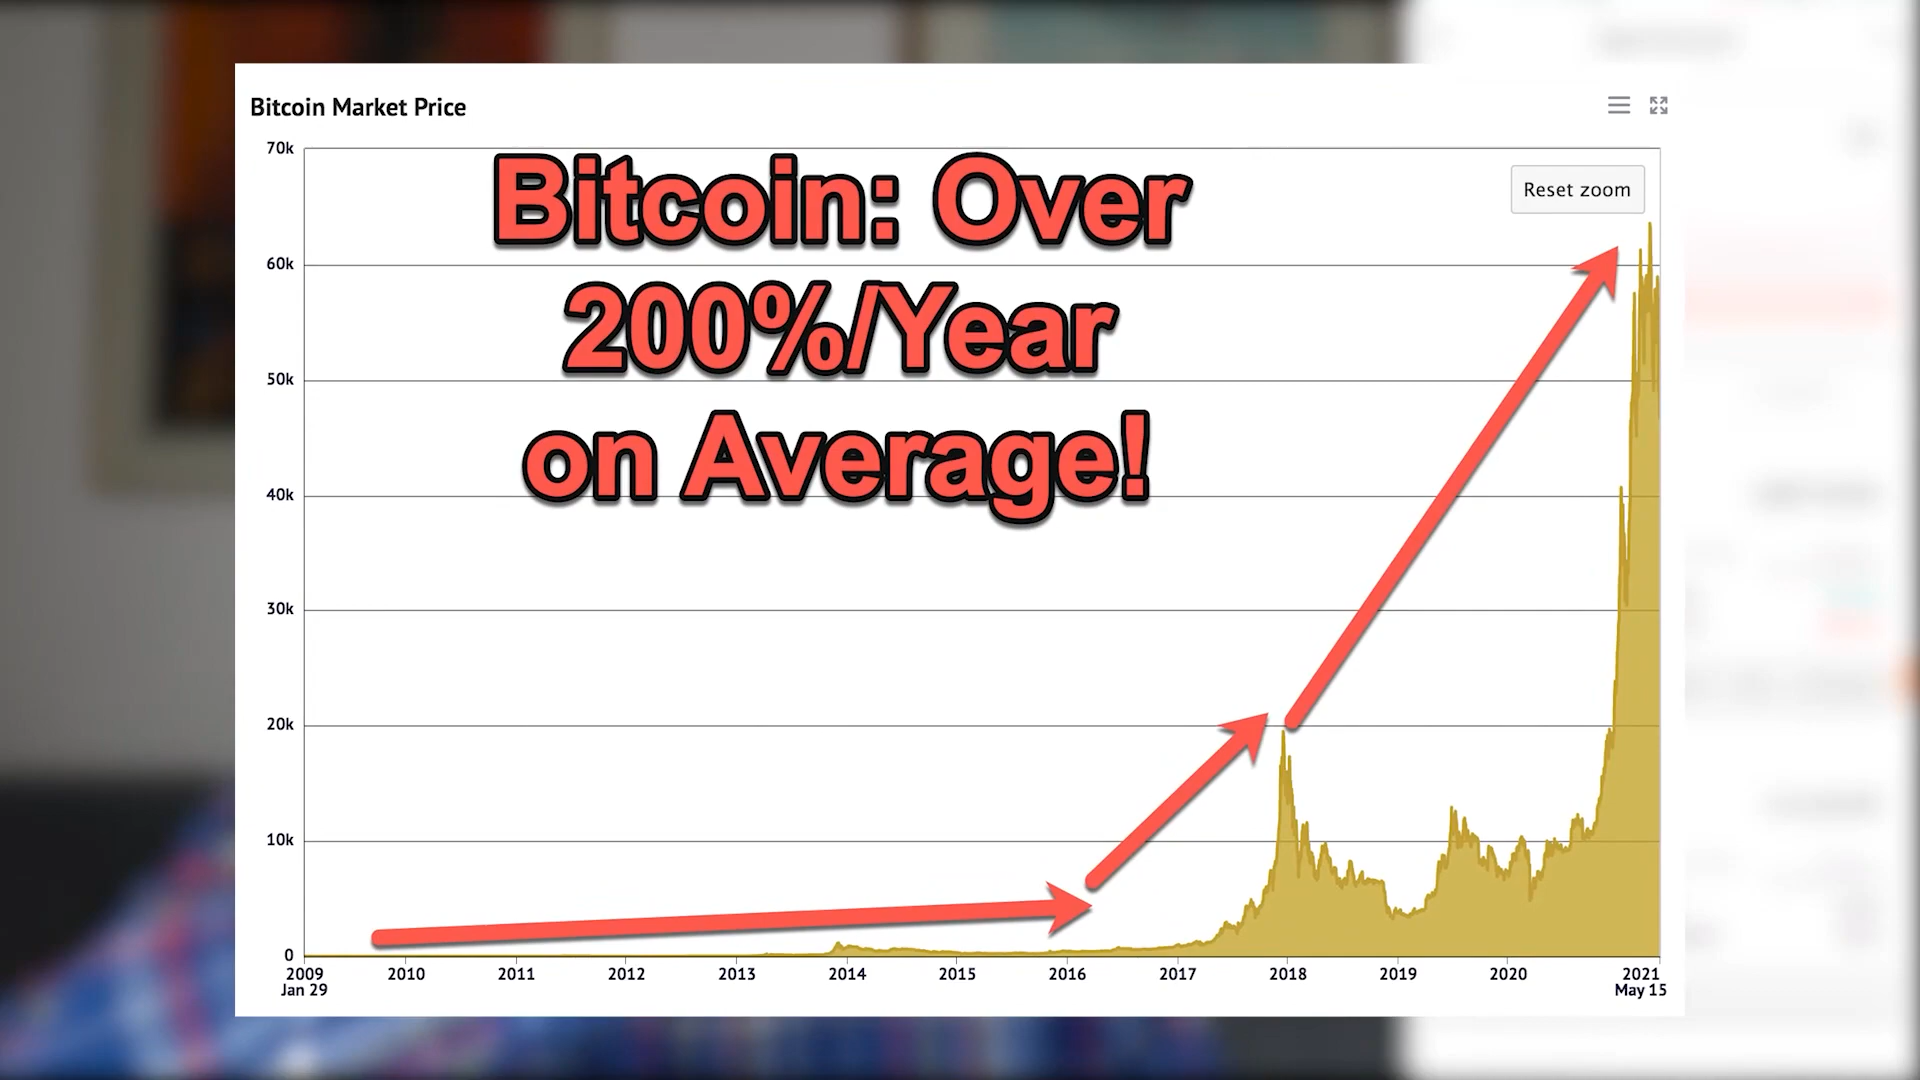 Bitcoin Market Price
70k
Bitcoin: Over
Reset zoom
60k
200%/Year
50k
on Average!
40k
30k
20k
10k
0
2009 2010 2011 2012 2013 2014 2015 2016 2017 2018 2019 2020 2021
Jan 29 May 15